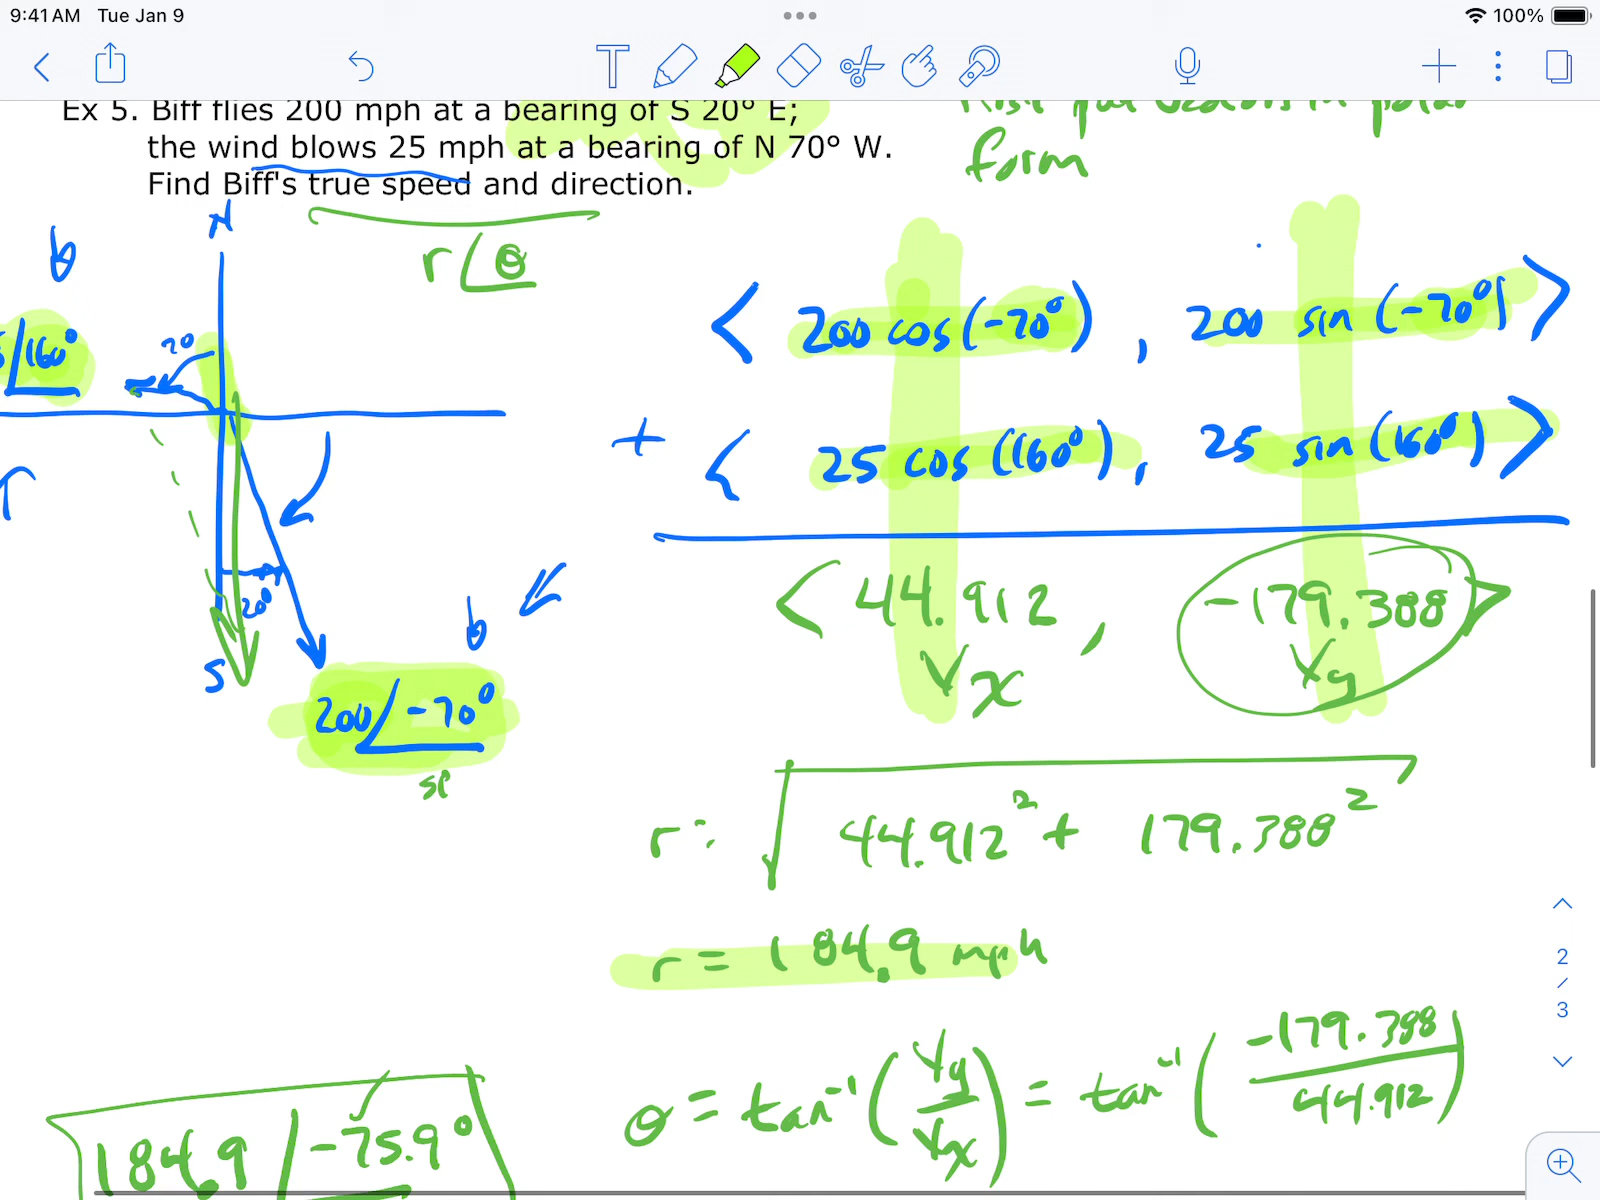 9:41 AM Tue Jan 9
100%
Ex 5. Biff flies 200 mph at a bearing of S 20° E;
the wind blows 25 mph at a bearing of N 70° W.
Find Biff's true speed and direction.
form
N
r∠θ
/160°
70
20°
S
200∠-70°
< 200 cos(-70°), 200 sin(-70°) >
+ < 25 cos(160°), 25 sin(160°) >
< 44.912, -179.388 >
Vx Vy
r = √44.912² + 179.388²
r = 184.9 mph
θ = tan⁻¹(Vy/Vx) = tan⁻¹(-179.388/44.912)
184.9∠-75.9°
2
/
3